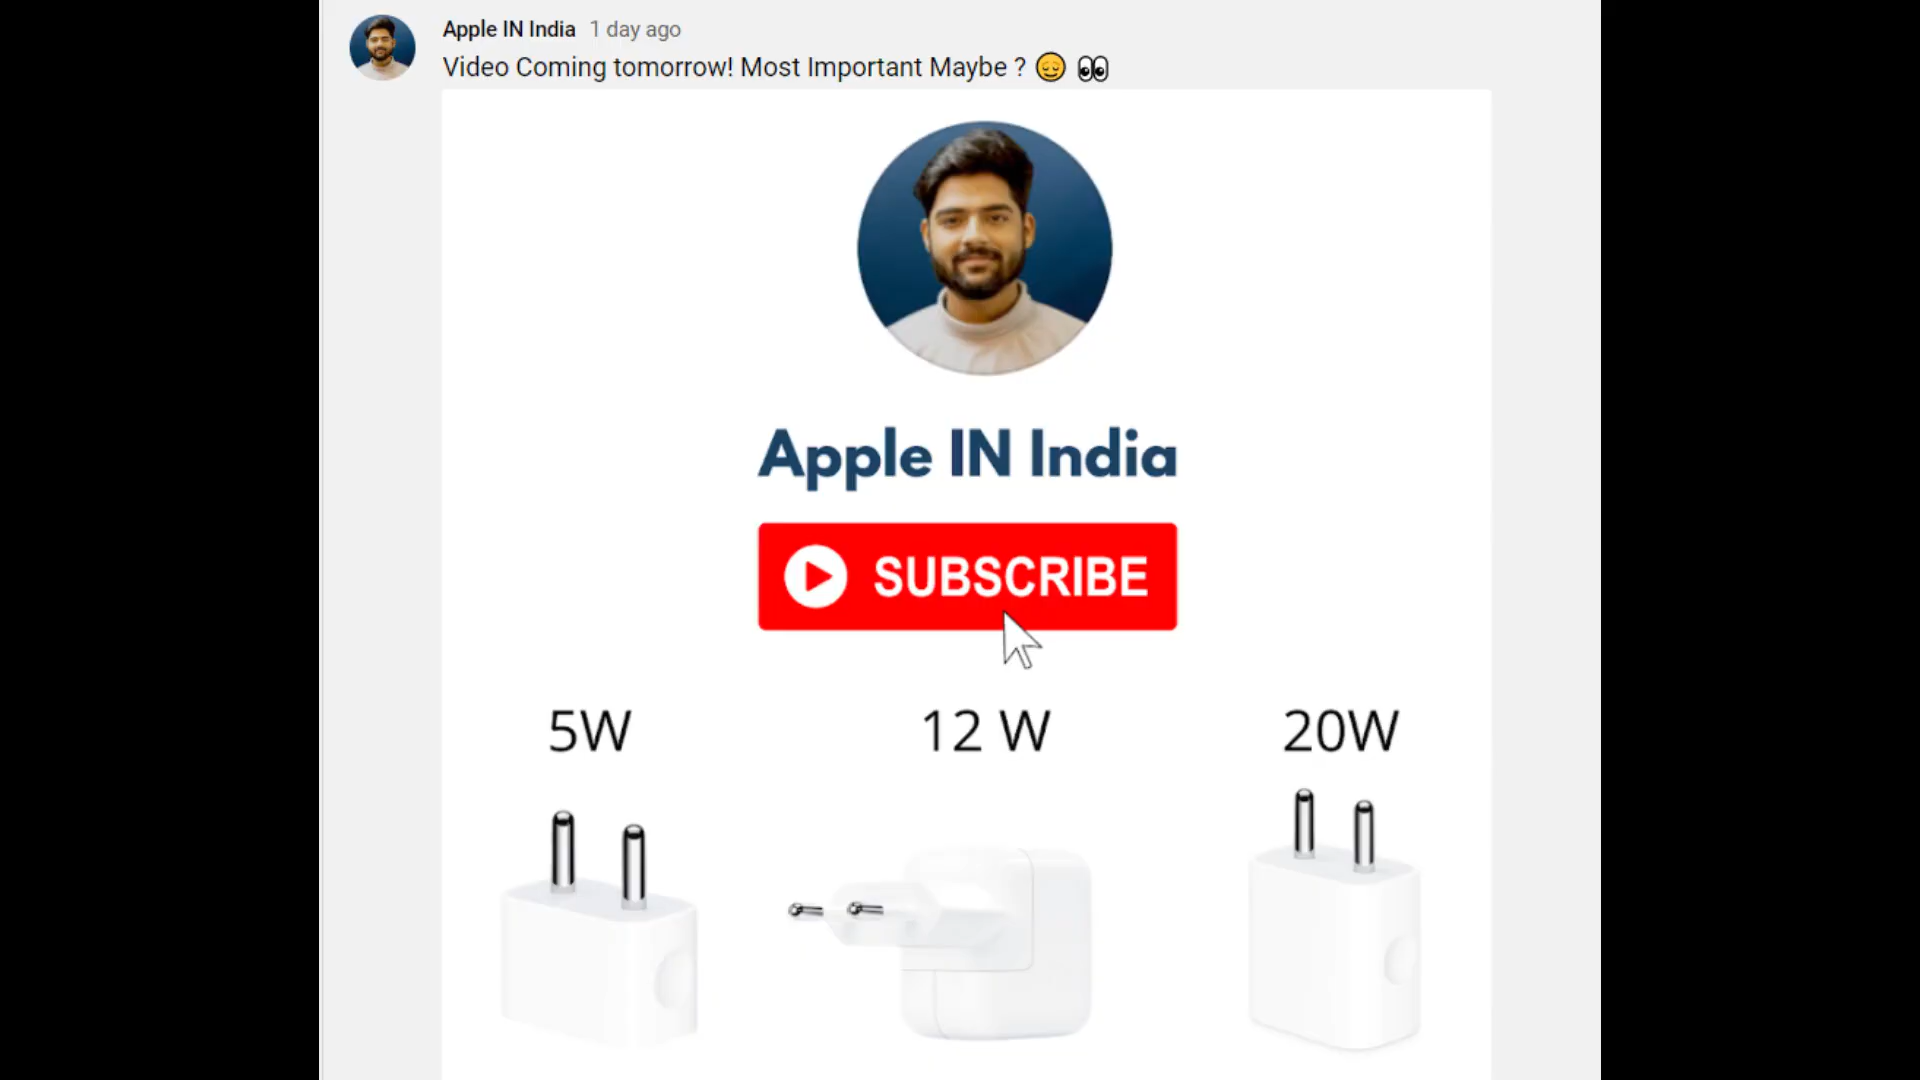 Apple IN India 1 day ago
Video Coming tomorrow! Most Important Maybe ? 😔 👀
Apple IN India
SUBSCRIBE
5W 12 W 20W